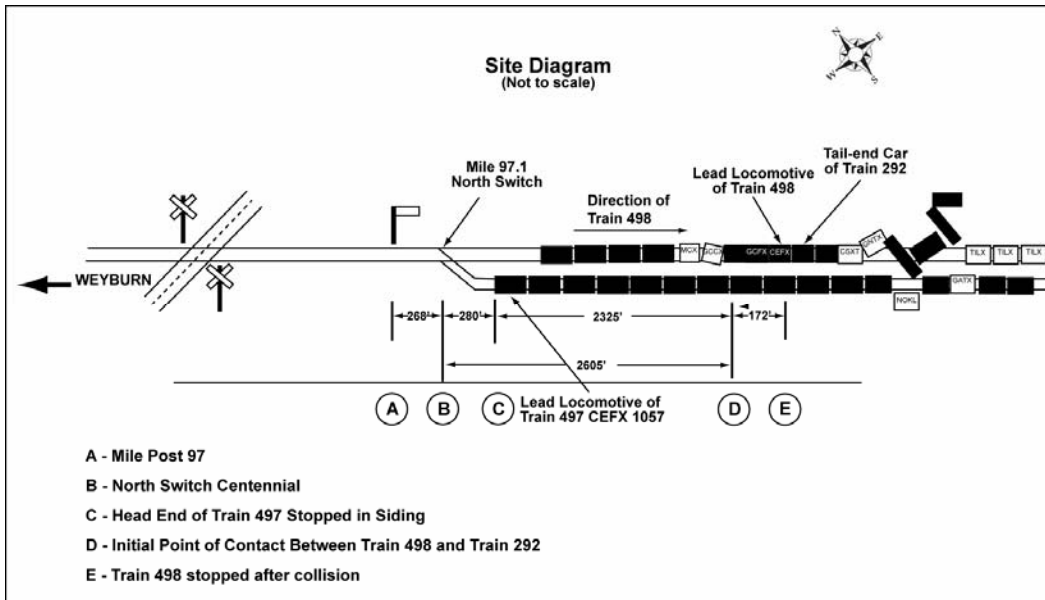 Site Diagram
(Not to scale)
N
E
W
S
Mile 97.1
North Switch
Direction of
Train 498
Lead Locomotive
of Train 498
Tail-end Car
of Train 292
WEYBURN
MCX
GCCX
GCFX
CEFX
CGXT
GNTX
TILX
TILX
TILX
NOKL
GATX
268'
280'
2325'
172'
2605'
A
B
C
Lead Locomotive of
Train 497 CEFX 1057
D
E
A - Mile Post 97
B - North Switch Centennial
C - Head End of Train 497 Stopped in Siding
D - Initial Point of Contact Between Train 498 and Train 292
E - Train 498 stopped after collision